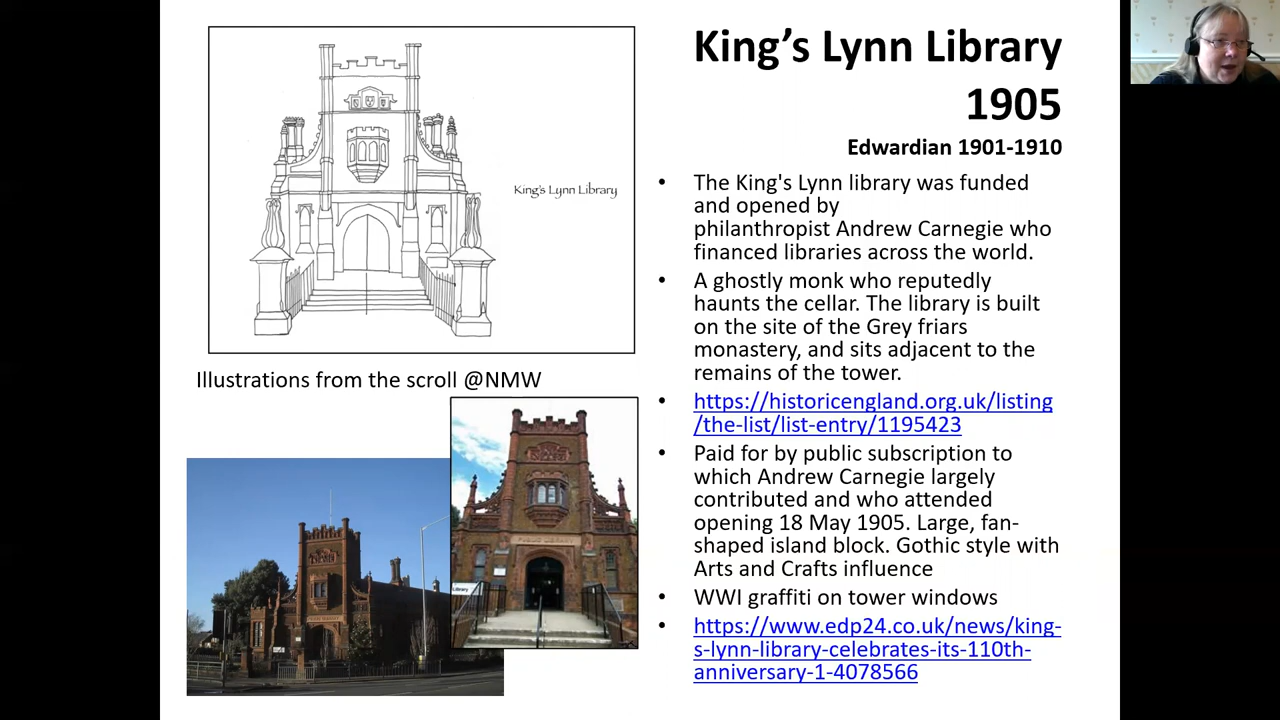 King's Lynn Library
King’s Lynn Library
1905
Edwardian 1901-1910
• The King's Lynn library was funded
and opened by
philanthropist Andrew Carnegie who
financed libraries across the world.
• A ghostly monk who reputedly
haunts the cellar. The library is built
on the site of the Grey friars
monastery, and sits adjacent to the
remains of the tower.
• https://historicengland.org.uk/listing
/the-list/list-entry/1195423
• Paid for by public subscription to
which Andrew Carnegie largely
contributed and who attended
opening 18 May 1905. Large, fan-
shaped island block. Gothic style with
Arts and Crafts influence
• WWI graffiti on tower windows
• https://www.edp24.co.uk/news/king-
s-lynn-library-celebrates-its-110th-
anniversary-1-4078566
Illustrations from the scroll @NMW
PUBLIC LIBRARY
Library